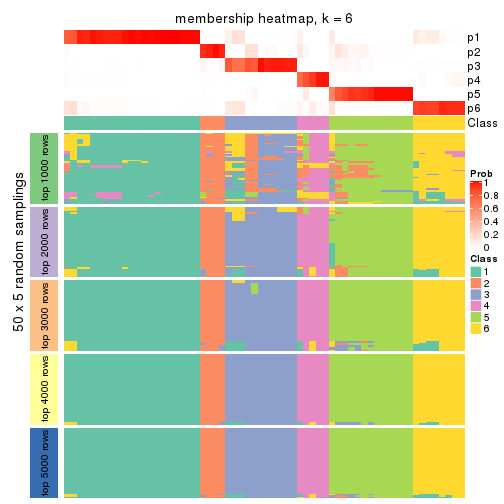 membership heatmap, k = 6
p1
p2
p3
p4
p5
p6
Class
50 x 5 random samplings
top 1000 rows
top 2000 rows
top 3000 rows
top 4000 rows
top 5000 rows
Prob
1
0.8
0.6
0.4
0.2
0
Class
1
2
3
4
5
6